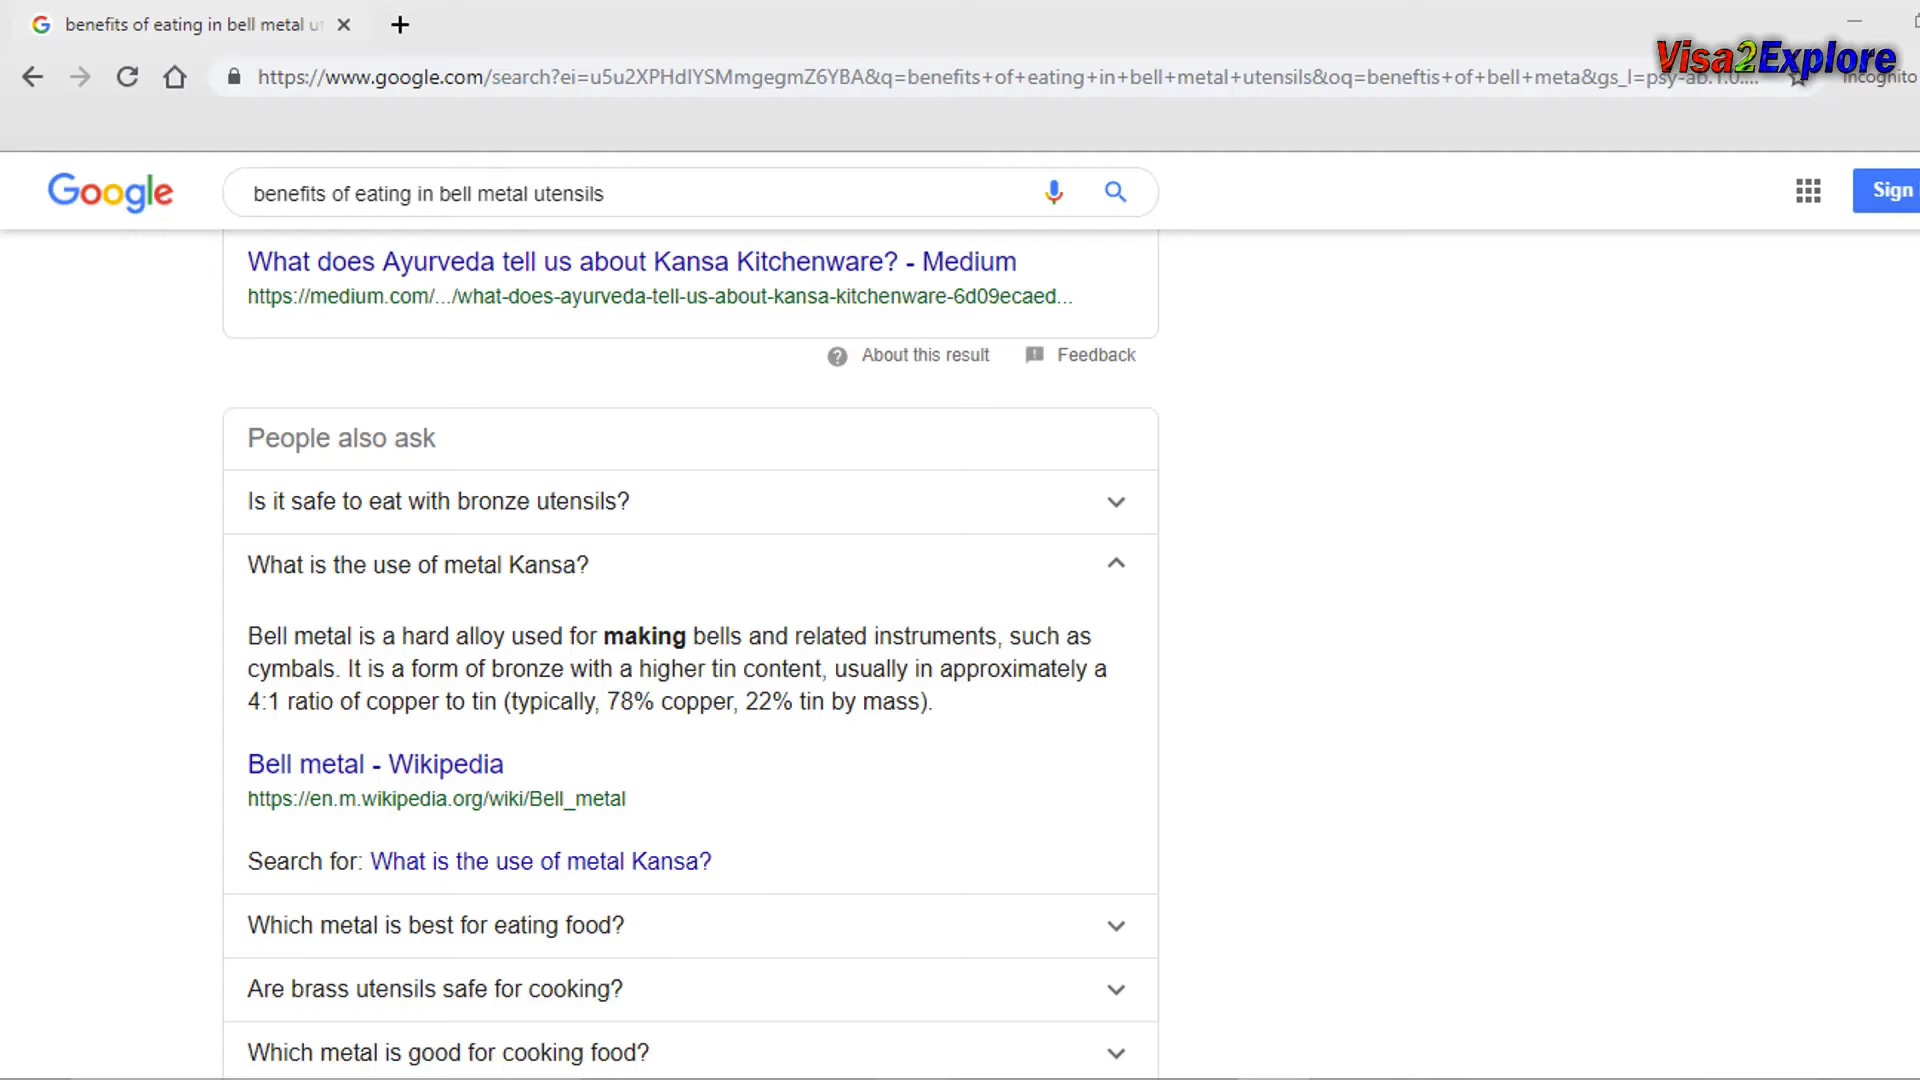 benefits of eating in bell metal ut
Visa2Explore
https://www.google.com/search?ei=u5u2XPHdIYSMmgegmZ6YBA&q=benefits+of+eating+in+bell+metal+utensils&oq=beneftis+of+bell+meta&gs_l=psy-ab.1.0....
Incognito
Google
benefits of eating in bell metal utensils
Sign
What does Ayurveda tell us about Kansa Kitchenware? - Medium
https://medium.com/.../what-does-ayurveda-tell-us-about-kansa-kitchenware-6d09ecaed...
About this result
Feedback
People also ask
Is it safe to eat with bronze utensils?
What is the use of metal Kansa?
Bell metal is a hard alloy used for making bells and related instruments, such as
cymbals. It is a form of bronze with a higher tin content, usually in approximately a
4:1 ratio of copper to tin (typically, 78% copper, 22% tin by mass).
Bell metal - Wikipedia
https://en.m.wikipedia.org/wiki/Bell_metal
Search for: What is the use of metal Kansa?
Which metal is best for eating food?
Are brass utensils safe for cooking?
Which metal is good for cooking food?